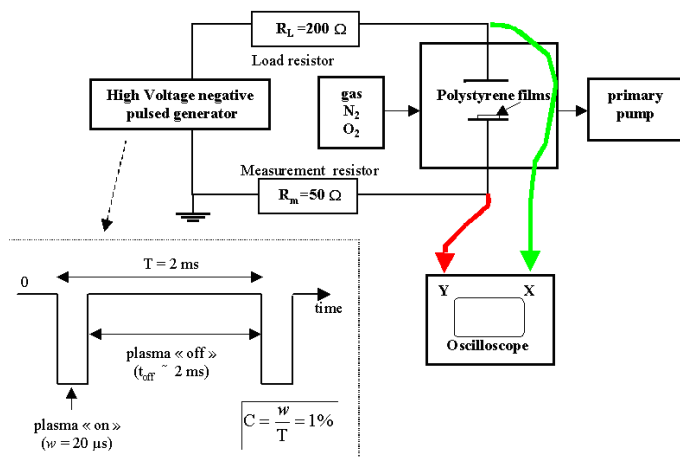 R_L =200 Ω
Load resistor
High Voltage negative
pulsed generator
gas
N₂
O₂
Polystyrene films
primary
pump
Measurement resistor
R_m=50 Ω
T = 2 ms
0
time
plasma « off »
(t_off ~ 2 ms)
plasma « on »
(w = 20 µs)
C = w/T = 1%
Y X
Oscilloscope